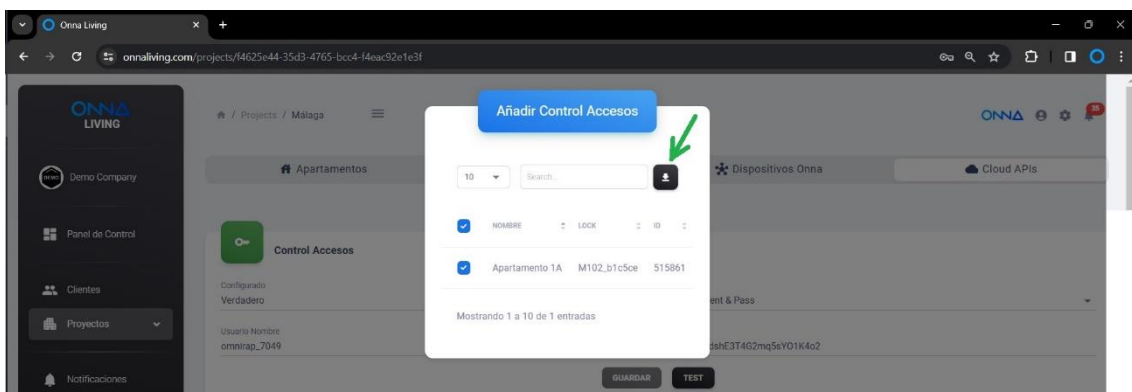 Onna Living
onnaliving.com/projects/f4625e44-35d3-4765-bcc4-f4eac92e1e3f
ONNA
LIVING
Projects / Málaga
ONNA
35
Demo Company
Apartamentos
Dispositivos Onna
Cloud APIs
Añadir Control Accesos
10
Search...
NOMBRE LOCK ID
Apartamento 1A M102_b1c5ce 515861
Mostrando 1 a 10 de 1 entradas
Panel de Control
Clientes
Proyectos
Notificaciones
Control Accesos
Configurado
Verdadero
ent & Pass
Usuario Nombre
omnirap_7049
GUARDAR
TEST